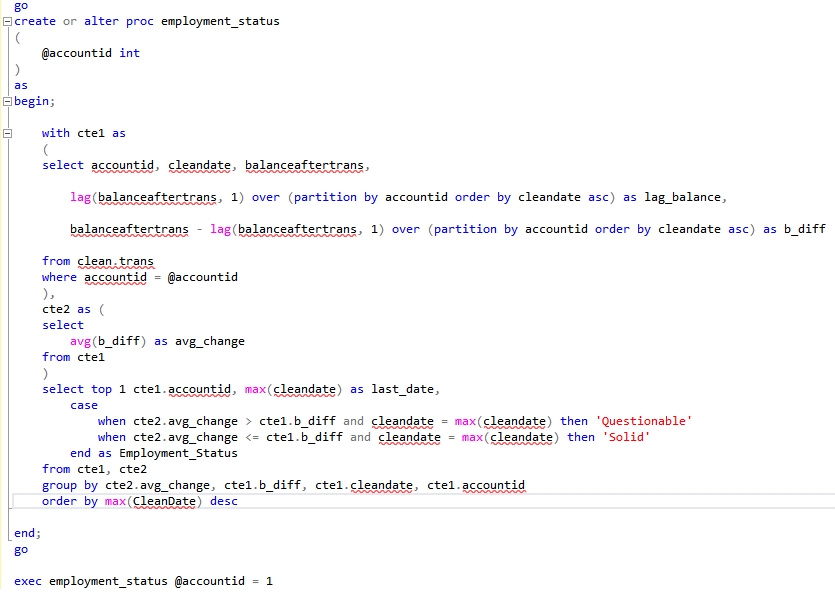 go
create or alter proc employment_status
(
@accountid int
)
as
begin;
with cte1 as
(
select accountid, cleandate, balanceaftertrans,
lag(balanceaftertrans, 1) over (partition by accountid order by cleandate asc) as lag_balance,
balanceaftertrans - lag(balanceaftertrans, 1) over (partition by accountid order by cleandate asc) as b_diff
from clean.trans
where accountid = @accountid
),
cte2 as (
select
avg(b_diff) as avg_change
from cte1
)
select top 1 cte1.accountid, max(cleandate) as last_date,
case
when cte2.avg_change > cte1.b_diff and cleandate = max(cleandate) then 'Questionable'
when cte2.avg_change <= cte1.b_diff and cleandate = max(cleandate) then 'Solid'
end as Employment_Status
from cte1, cte2
group by cte2.avg_change, cte1.b_diff, cte1.cleandate, cte1.accountid
order by max(CleanDate) desc
end;
go
exec employment_status @accountid = 1